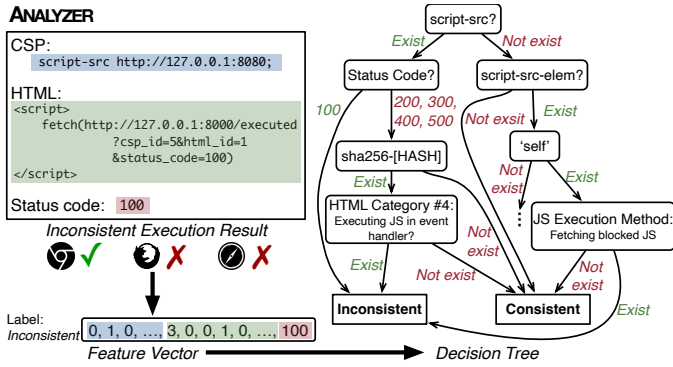 ANALYZER
CSP:
script-src http://127.0.0.1:8080;
HTML:
<script>
fetch(http://127.0.0.1:8000/executed
?csp_id=5&html_id=1
&status_code=100)
</script>
Status code: 100
Inconsistent Execution Result
Label:
Inconsistent
0, 1, 0, …, 3, 0, 0, 1, 0, …, 100
Feature Vector
Decision Tree
script-src?
Exist
Not exist
Status Code?
script-src-elem?
100
200, 300,
400, 500
Not exsit
Exist
sha256-[HASH]
'self'
Exist
Not
exist
Exist
HTML Category #4:
Executing JS in event
handler?
⋮
JS Execution Method:
Fetching blocked JS
Not
exist
Exist
Not exist
Not
exist
Exist
Inconsistent
Consistent